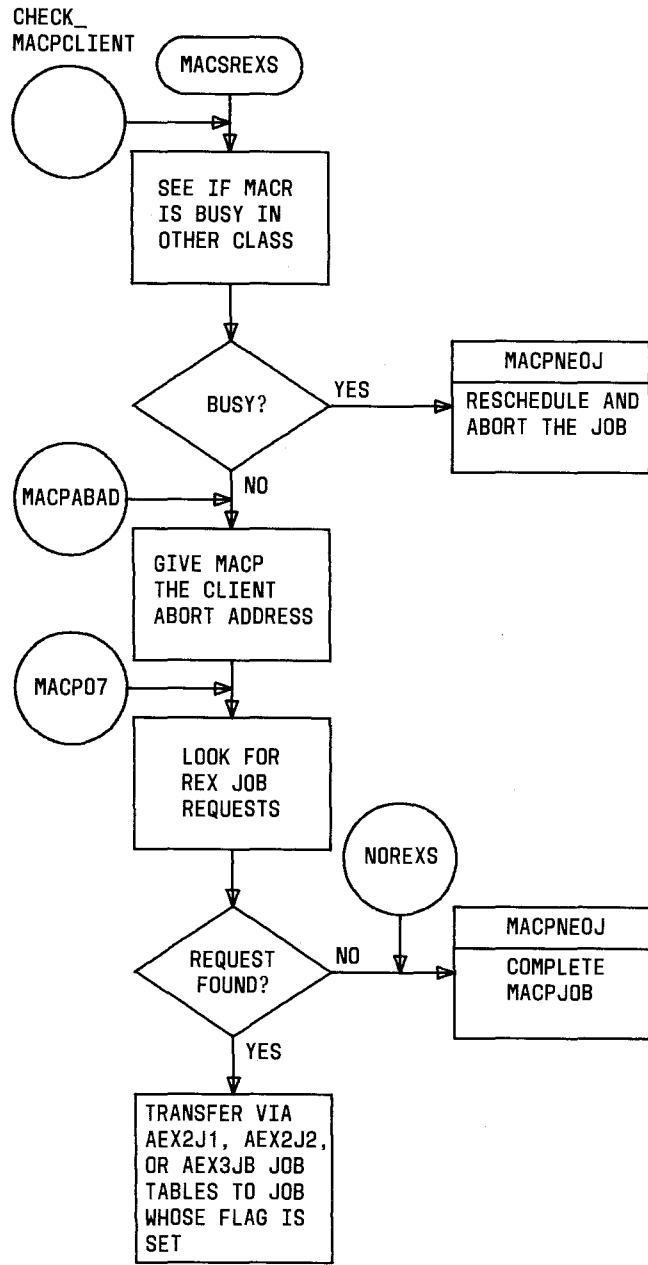 CHECK_
MACPCLIENT
MACSREXS
SEE IF MACR
IS BUSY IN
OTHER CLASS
BUSY?
YES
MACPNEOJ
RESCHEDULE AND
ABORT THE JOB
NO
MACPABAD
GIVE MACP
THE CLIENT
ABORT ADDRESS
MACP07
LOOK FOR
REX JOB
REQUESTS
NOREXS
REQUEST
FOUND?
NO
MACPNEOJ
COMPLETE
MACPJOB
YES
TRANSFER VIA
AEX2J1, AEX2J2,
OR AEX3JB JOB
TABLES TO JOB
WHOSE FLAG IS
SET